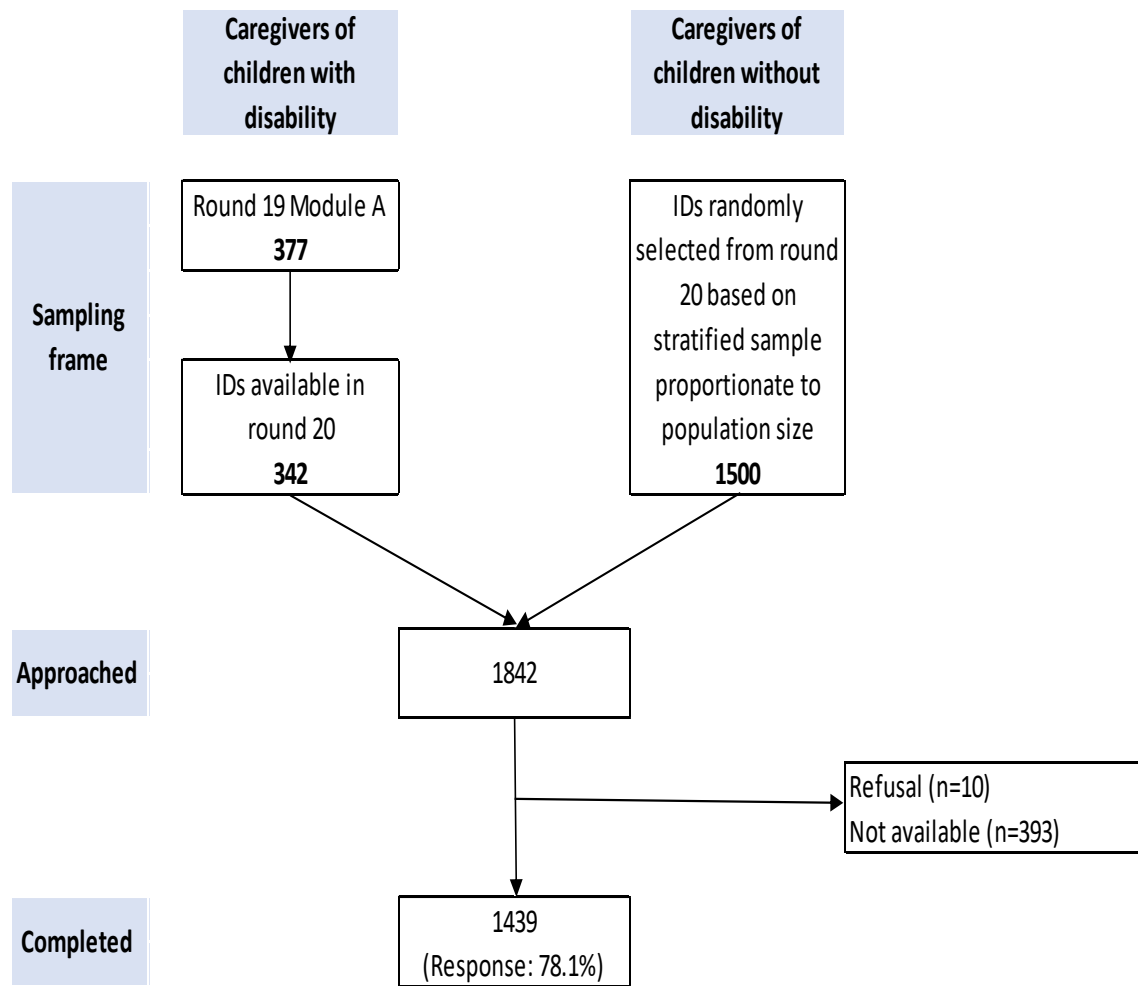 Caregivers of
children with
disability
Caregivers of
children without
disability
Sampling
frame
Round 19 Module A
377
IDs available in
round 20
342
IDs randomly
selected from round
20 based on
stratified sample
proportionate to
population size
1500
Approached
1842
Refusal (n=10)
Not available (n=393)
Completed
1439
(Response: 78.1%)